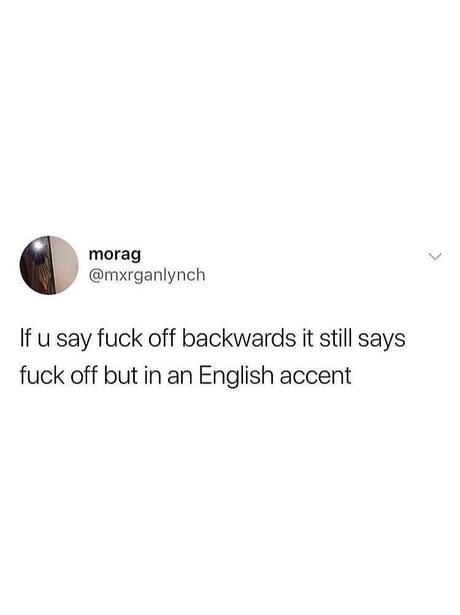 morag
@mxrganlynch
If u say fuck off backwards it still says
fuck off but in an English accent